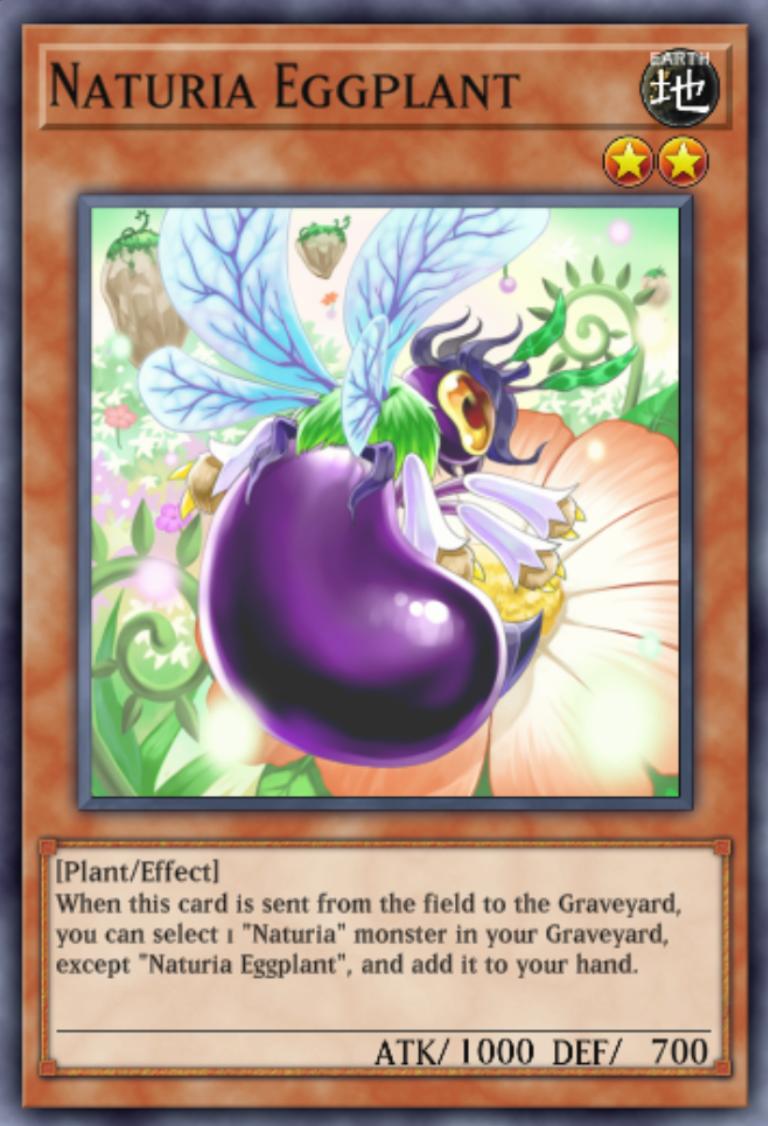 NATURIA EGGPLANT
EARTH
地
[Plant/Effect]
When this card is sent from the field to the Graveyard,
you can select 1 "Naturia" monster in your Graveyard,
except "Naturia Eggplant", and add it to your hand.
ATK/ 1000 DEF/ 700